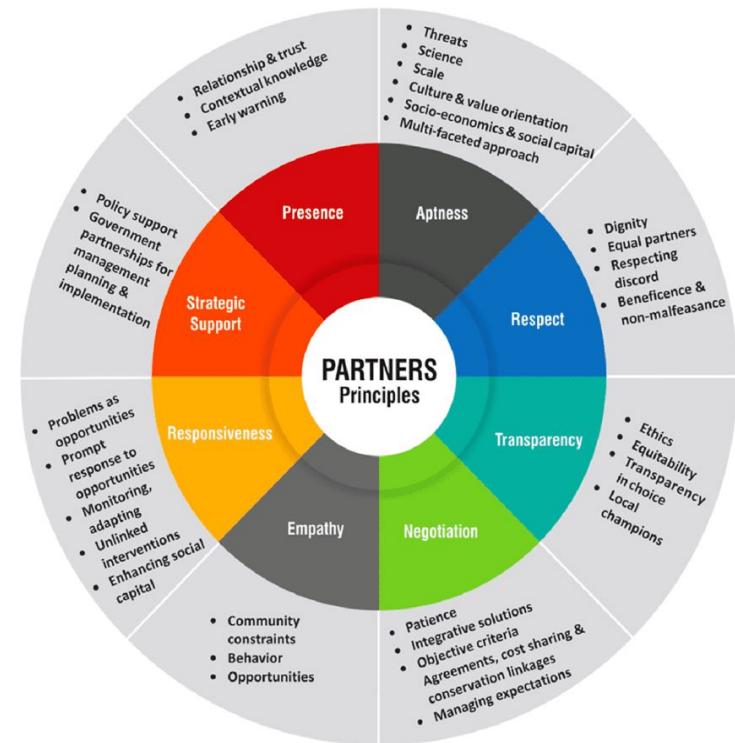 PARTNERS
Principles
Presence
• Relationship & trust
• Contextual knowledge
• Early warning
Aptness
• Threats
• Science
• Scale
• Culture & value orientation
• Socio-economics & social capital
• Multi-faceted approach
Respect
• Dignity
• Equal partners
• Respecting
discord
• Beneficence &
non-malfeasance
Transparency
• Ethics
• Equitability
• Transparency
in choice
• Local
champions
Negotiation
• Patience
• Integrative solutions
• Objective criteria
• Agreements, cost sharing &
conservation linkages
• Managing expectations
Empathy
• Community
constraints
• Behavior
• Opportunities
Responsiveness
• Problems as
opportunities
• Prompt
response to
opportunities
• Monitoring,
adapting
• Unlinked
interventions
• Enhancing social
capital
Strategic
Support
• Policy support
• Government
partnerships for
management
planning &
implementation